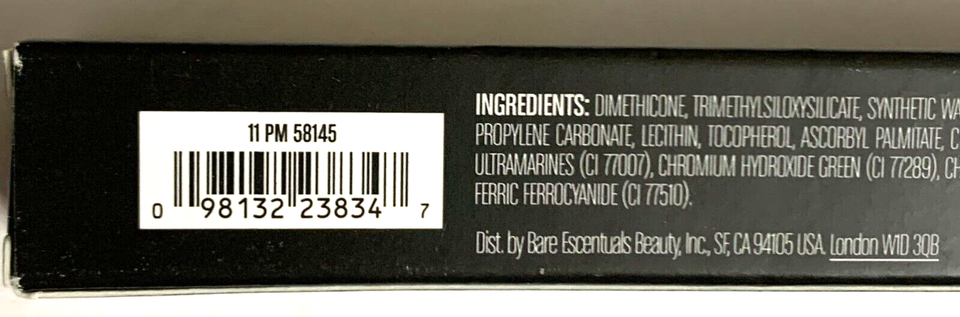 11 PM 58145
0 98132 23834 7
INGREDIENTS: DIMETHICONE, TRIMETHYLSILOXYSILICATE, SYNTHETIC
PROPYLENE CARBONATE, LECITHIN, TOCOPHEROL, ASCORBYL PALMITATE,
ULTRAMARINES (CI 77007), CHROMIUM HYDROXIDE GREEN (CI 77289),
FERRIC FERROCYANIDE (CI 77510).
Dist. by Bare Escentuals Beauty, Inc., SF, CA 94105 USA. London W1D 3QB